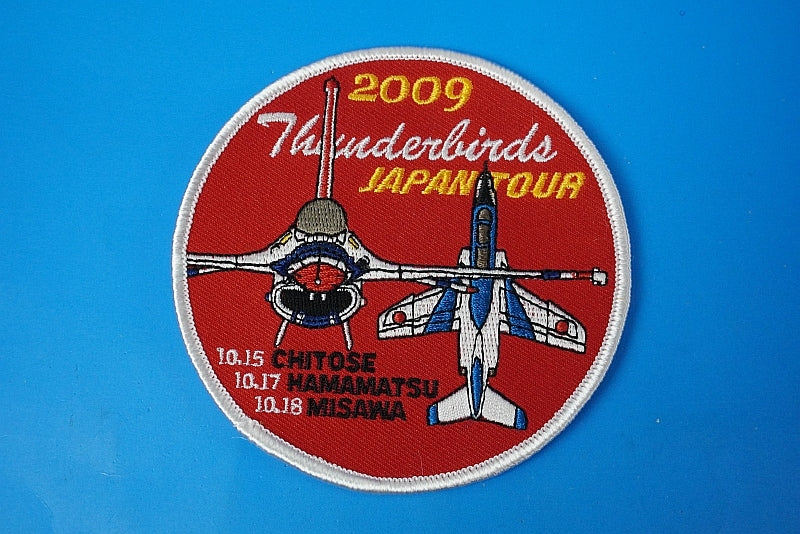 2009
Thunderbirds
JAPAN TOUR
10.15 CHITOSE
10.17 HAMAMATSU
10.18 MISAWA